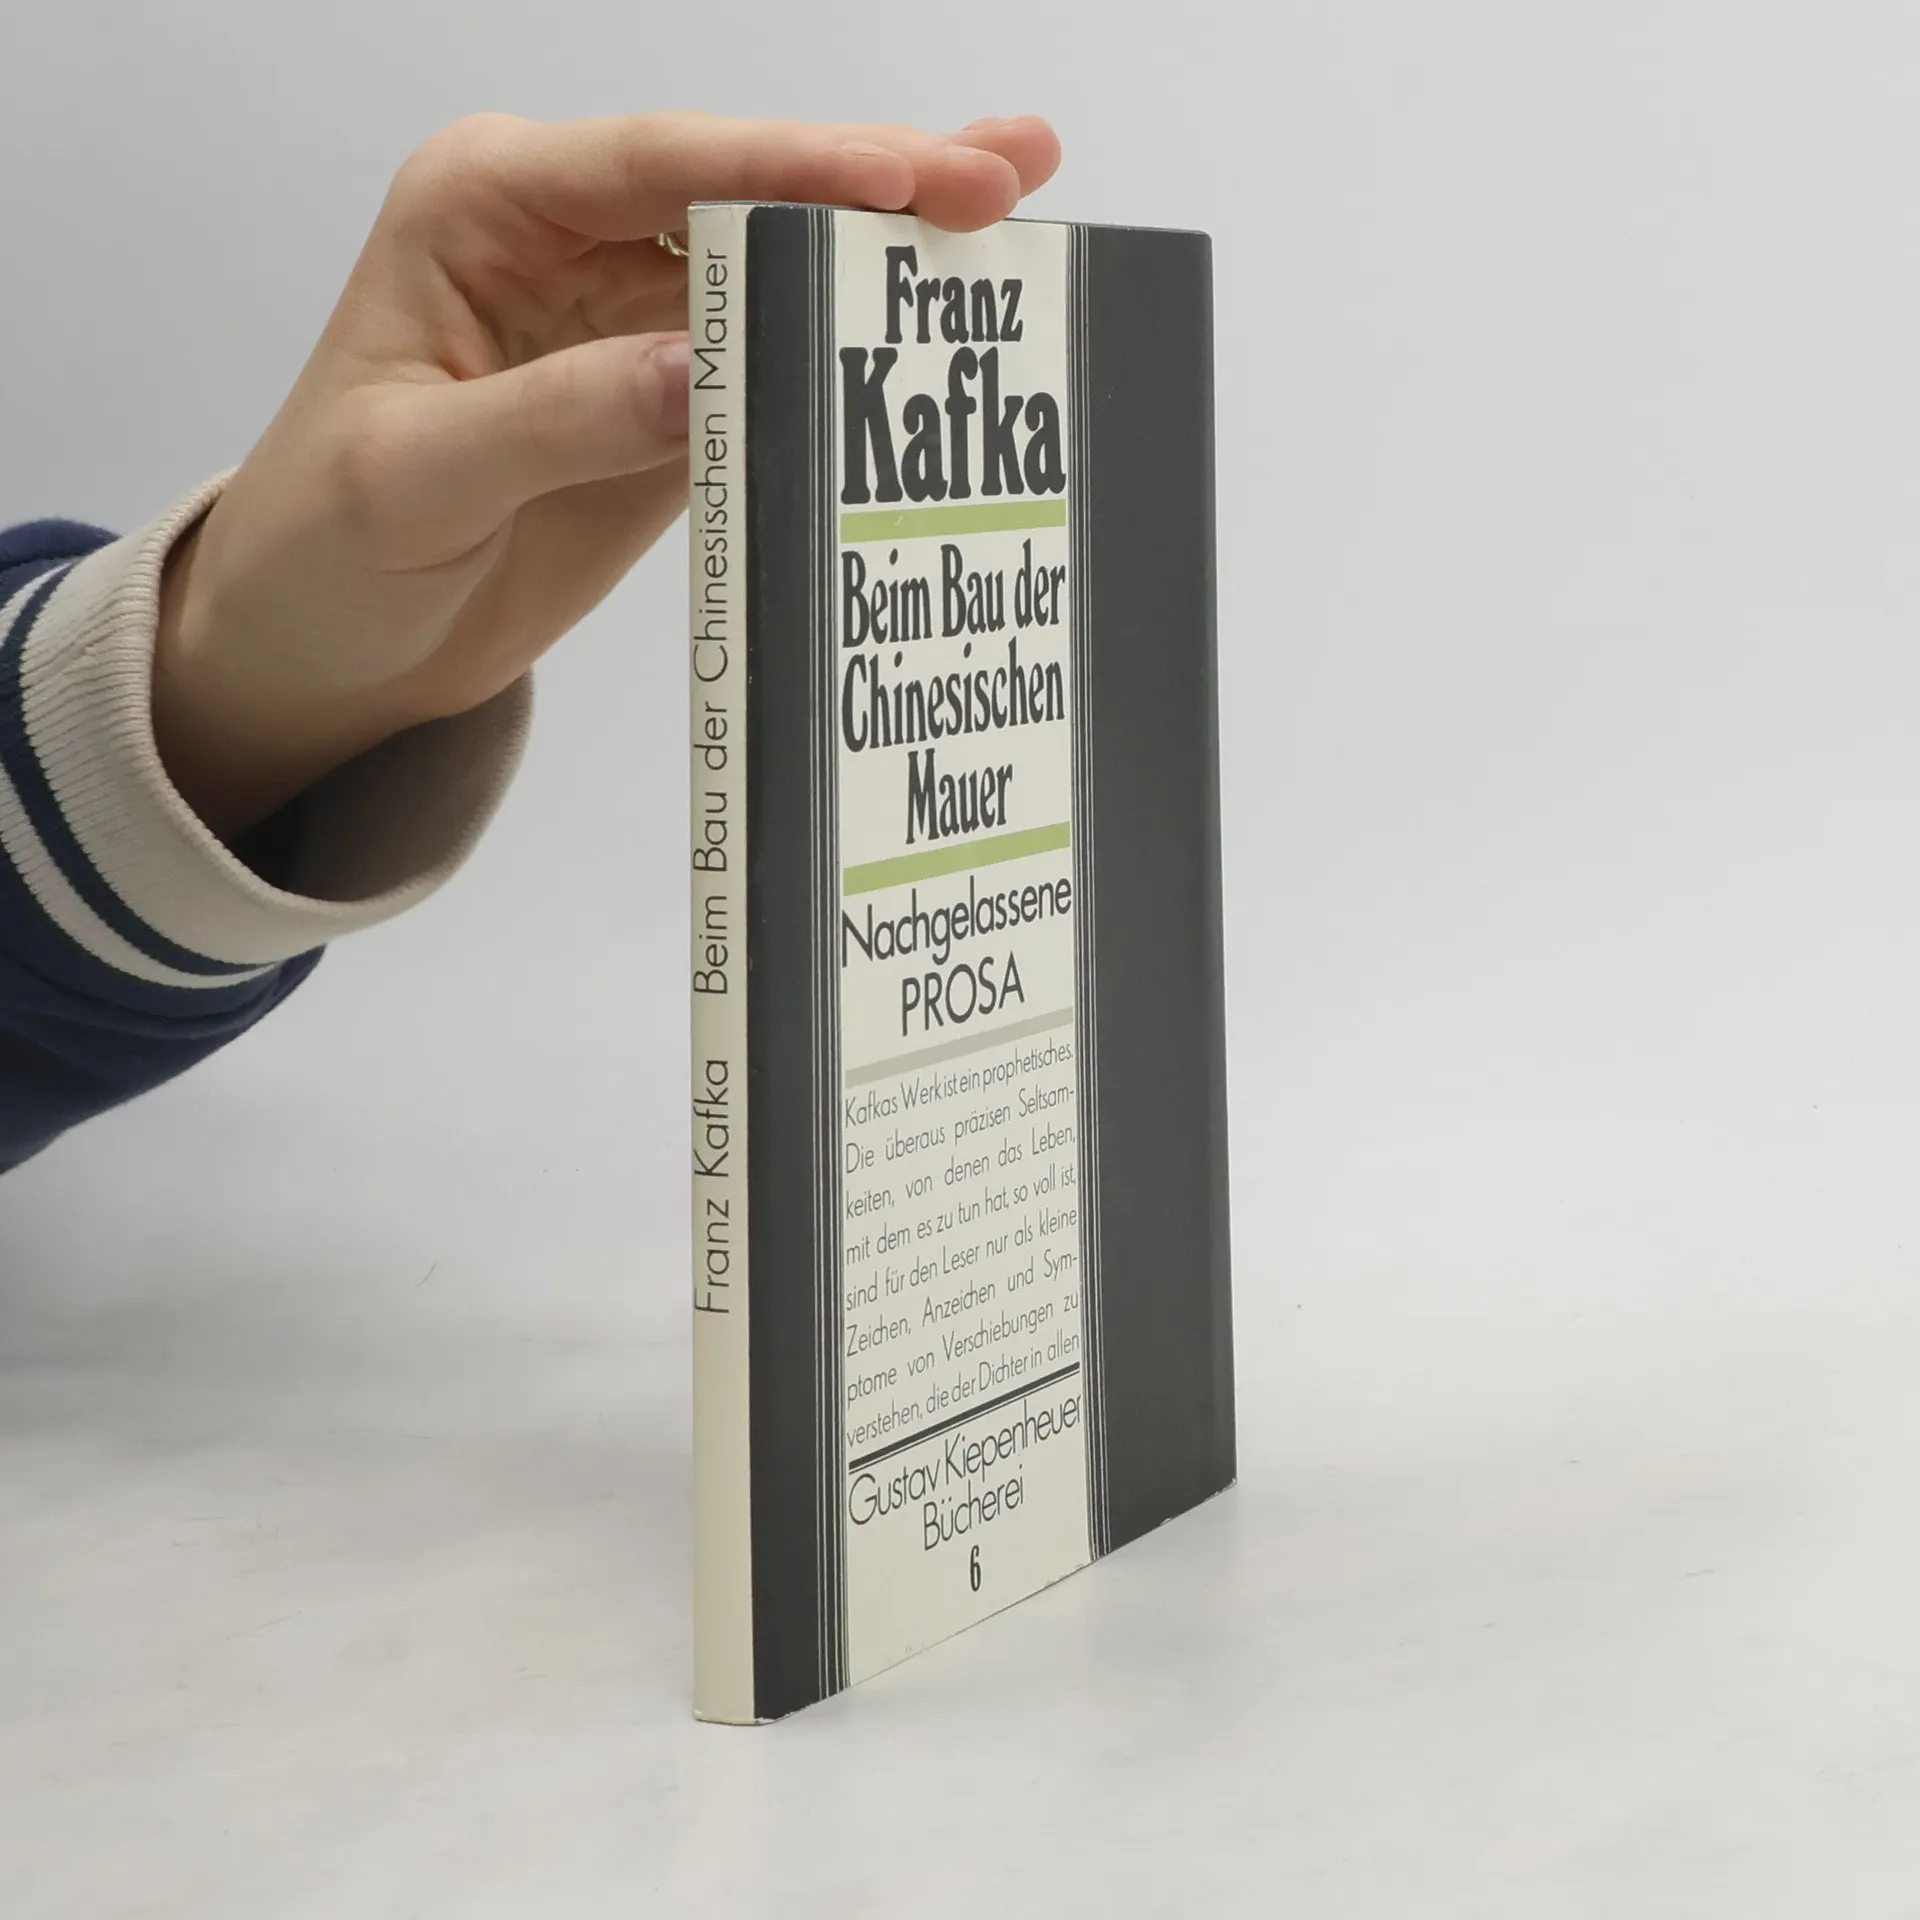 Franz Kafka Beim Bau der Chinesischen Mauer
Franz
Kafka
Beim Bau der
Chinesischen
Mauer
Nachgelassene
PROSA
Kafkas Werk ist ein prophetisches.
Die überaus präzisen Seltsam-
keiten, von denen das Leben,
mit dem es zu tun hat, so voll ist,
sind für den Leser nur als kleine
Zeichen, Anzeichen und Sym-
ptome von Verschiebungen zu
verstehen, die der Dichter in allen
Gustav Kiepenheuer
Bücherei
6